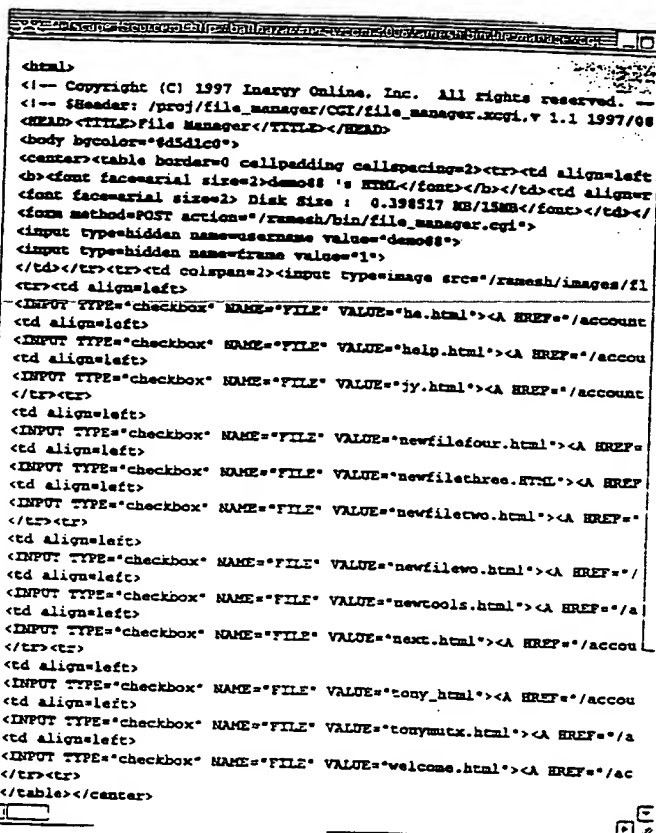 <html>
<!-- Copyright (C) 1997 Inergy Online, Inc. All rights reserved. --
<!-- $Header: /proj/file_manager/CGI/file_manager.xcgi,v 1.1 1997/08
<HEAD><TITLE>File Manager</TITLE></HEAD>
<body bgcolor="#d5d1c0">
<center><table border=0 cellpadding cellspacing=2><tr><td align=left
<b><font face=arial size=2>demo88 's HTML</font></b></td><td align=r
<font face=arial size=2> Disk Size : 0.398517 MB/15MB</font></td></
<form method=POST action="/ramesh/bin/file_manager.cgi">
<input type=hidden name=username value="demo88">
<input type=hidden name=frame value="1">
</td></tr><tr><td colspan=2><input type=image src="/ramesh/images/fl
<tr><td align=left>
<INPUT TYPE="checkbox" NAME="FILE" VALUE="he.html"><A HREF="/account
<td align=left>
<INPUT TYPE="checkbox" NAME="FILE" VALUE="help.html"><A HREF="/accou
<td align=left>
<INPUT TYPE="checkbox" NAME="FILE" VALUE="jy.html"><A HREF="/account
</tr><tr>
<td align=left>
<INPUT TYPE="checkbox" NAME="FILE" VALUE="newfilefour.html"><A HREF=
<td align=left>
<INPUT TYPE="checkbox" NAME="FILE" VALUE="newfilethree.HTML"><A HREF
<td align=left>
<INPUT TYPE="checkbox" NAME="FILE" VALUE="newfiletwo.html"><A HREF="
</tr><tr>
<td align=left>
<INPUT TYPE="checkbox" NAME="FILE" VALUE="newfilewo.html"><A HREF="/
<td align=left>
<INPUT TYPE="checkbox" NAME="FILE" VALUE="newtools.html"><A HREF="/a
<td align=left>
<INPUT TYPE="checkbox" NAME="FILE" VALUE="next.html"><A HREF="/accou
</tr><tr>
<td align=left>
<INPUT TYPE="checkbox" NAME="FILE" VALUE="tony_html"><A HREF="/accou
<td align=left>
<INPUT TYPE="checkbox" NAME="FILE" VALUE="tonymutx.html"><A HREF="/a
<td align=left>
<INPUT TYPE="checkbox" NAME="FILE" VALUE="welcome.html"><A HREF="/ac
</tr><tr>
</table></center>